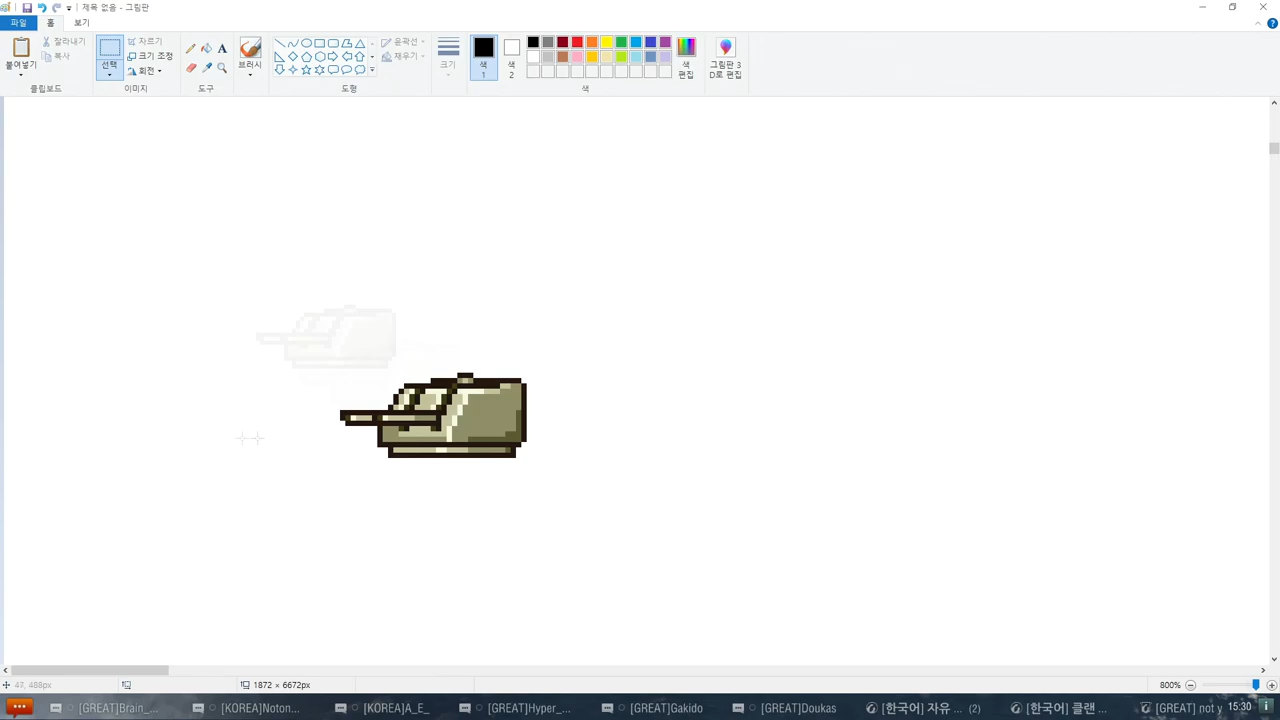 제목 없음 - 그림판
파일 홈 보기
붙여넣기
잘라내기
복사
클립보드
선택
자르기
크기 조정
회전
이미지
A
도구
브러시
윤곽선
채우기
도형
크기
색
1
색
2
색
편집
색
그림판 3
D로 편집
47, 488px
1872 × 6672px
800%
[GREAT]Brain_...
[KOREA]Noton...
[KOREA]A_E_
[GREAT]Hyper_...
[GREAT]Gakido
[GREAT]Doukas
[한국어] 자유 ... (2)
[한국어] 클랜 ...
[GREAT] not y
15:30